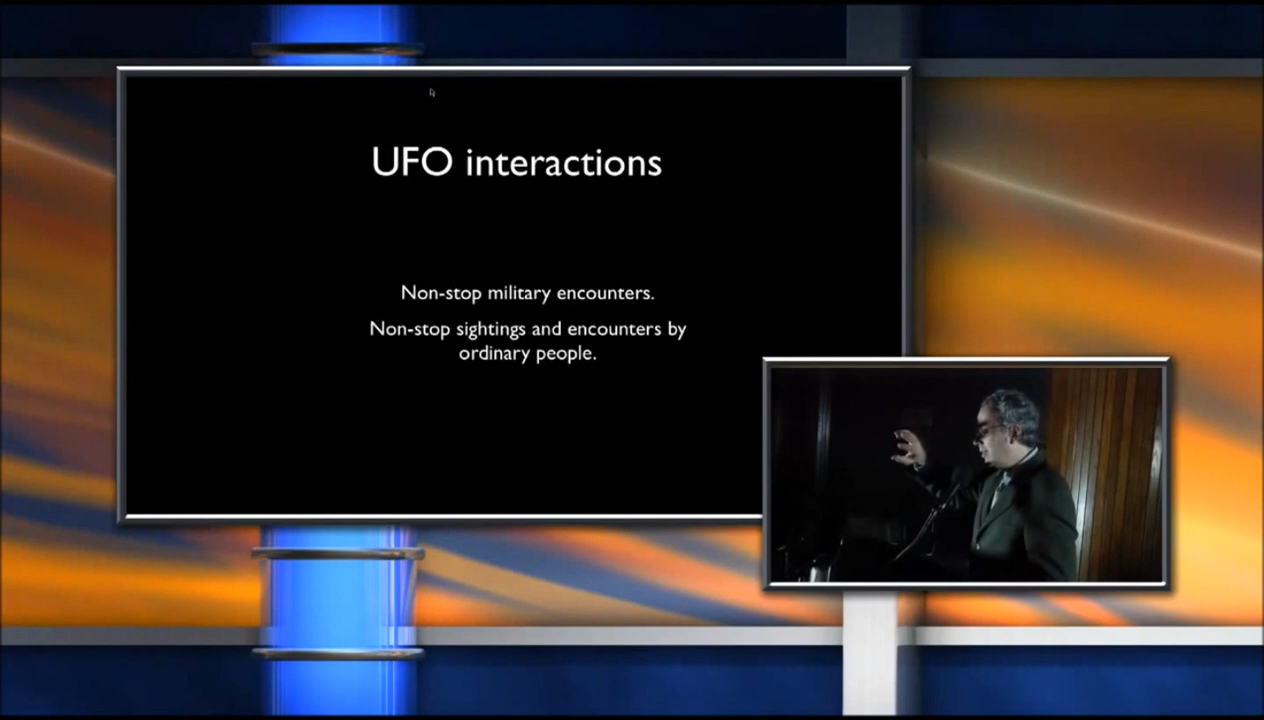 UFO interactions
Non-stop military encounters.
Non-stop sightings and encounters by
ordinary people.